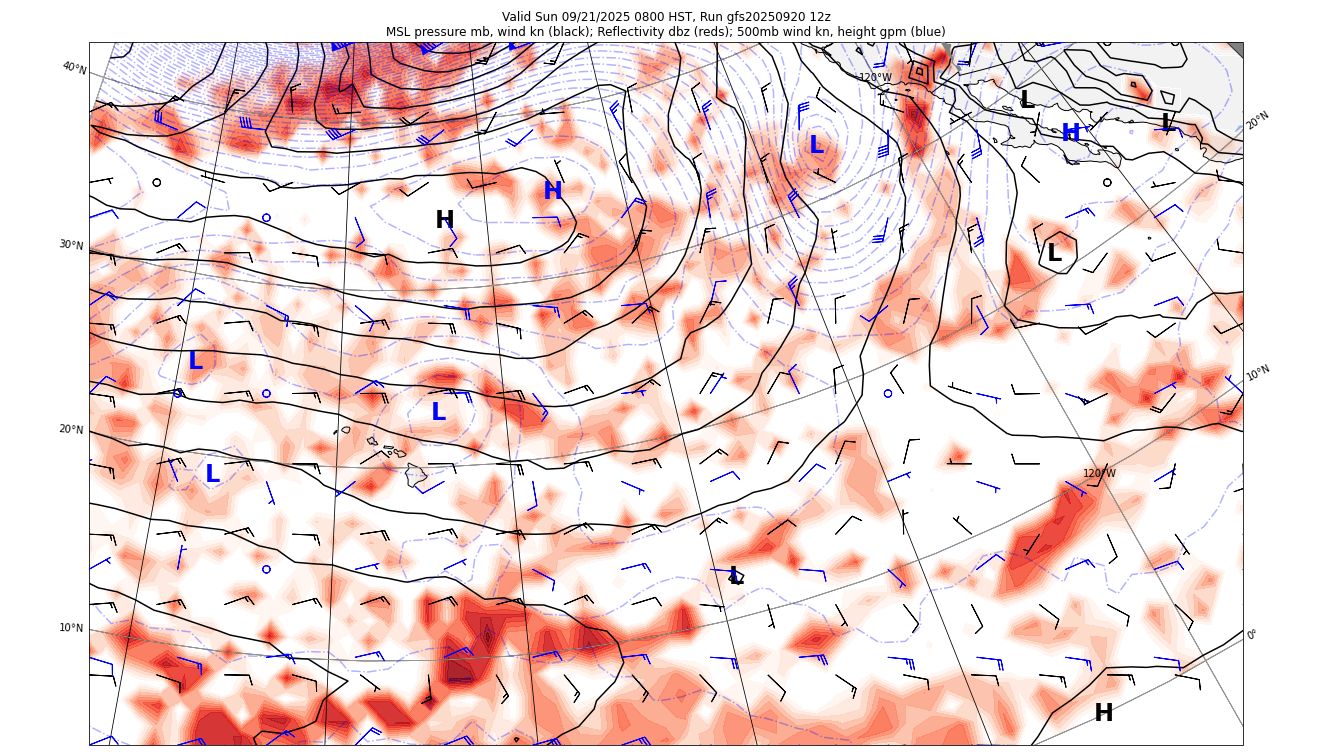 Valid Sun 09/21/2025 0800 HST, Run gfs20250920 12z
MSL pressure mb, wind kn (black); Reflectivity dbz (reds); 500mb wind kn, height gpm (blue)
40°N
120°W
L
L
20°N
H
L
H
H
30°N
L
L
10°N
L
20°N
120°W
L
L
10°N
0°
H